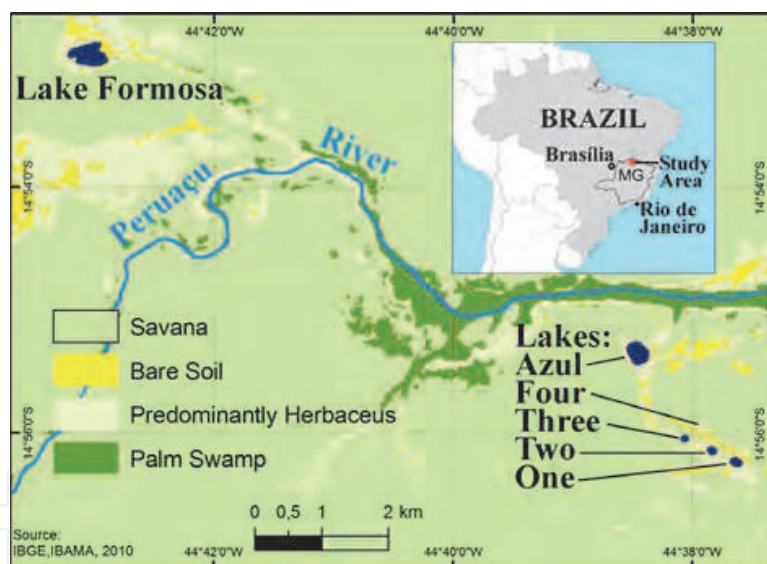 44°42'0"W
44°40'0"W
44°38'0"W
Lake Formosa
Peruaçu
River
BRAZIL
Brasília
MG
Study
Area
Rio de
Janeiro
14°54'0"S
14°54'0"S
Savana
Bare Soil
Predominantly Herbaceus
Palm Swamp
Lakes:
Azul
Four
Three
Two
One
14°56'0"S
14°56'0"S
0 0,5 1 2 km
Source:
IBGE,IBAMA, 2010
44°42'0"W
44°40'0"W
44°38'0"W